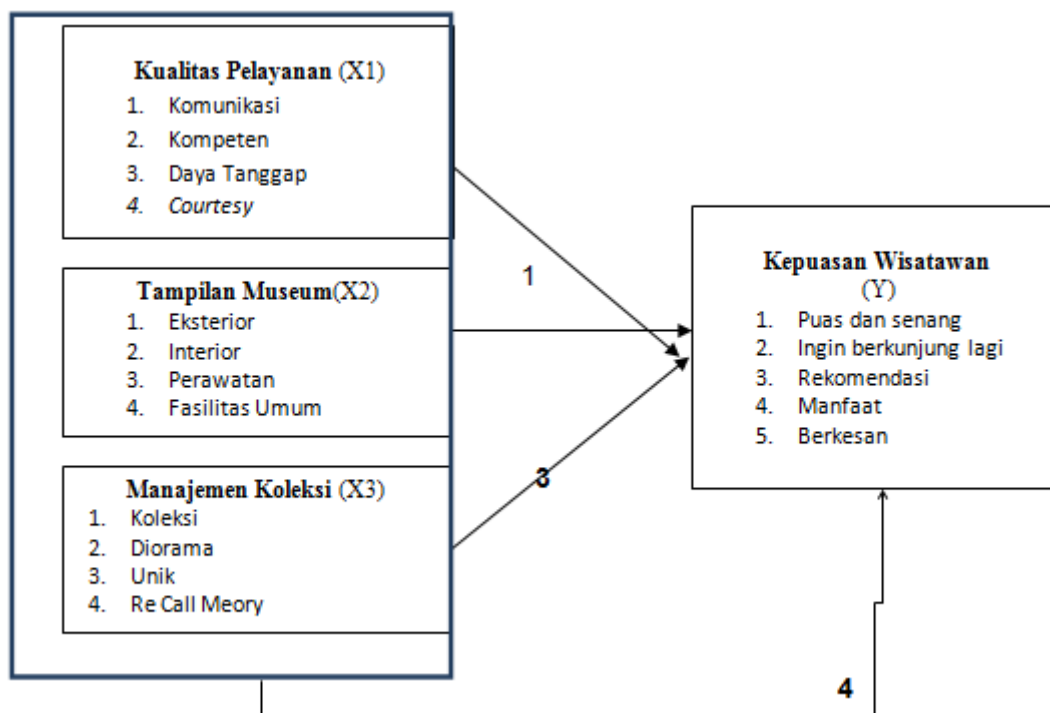 Kualitas Pelayanan (X1)
1. Komunikasi
2. Kompeten
3. Daya Tanggap
4. Courtesy
1
Tampilan Museum(X2)
1. Eksterior
2. Interior
3. Perawatan
4. Fasilitas Umum
Manajemen Koleksi (X3)
1. Koleksi
2. Diorama
3. Unik
4. Re Call Meory
3
Kepuasan Wisatawan
(Y)
1. Puas dan senang
2. Ingin berkunjung lagi
3. Rekomendasi
4. Manfaat
5. Berkesan
4